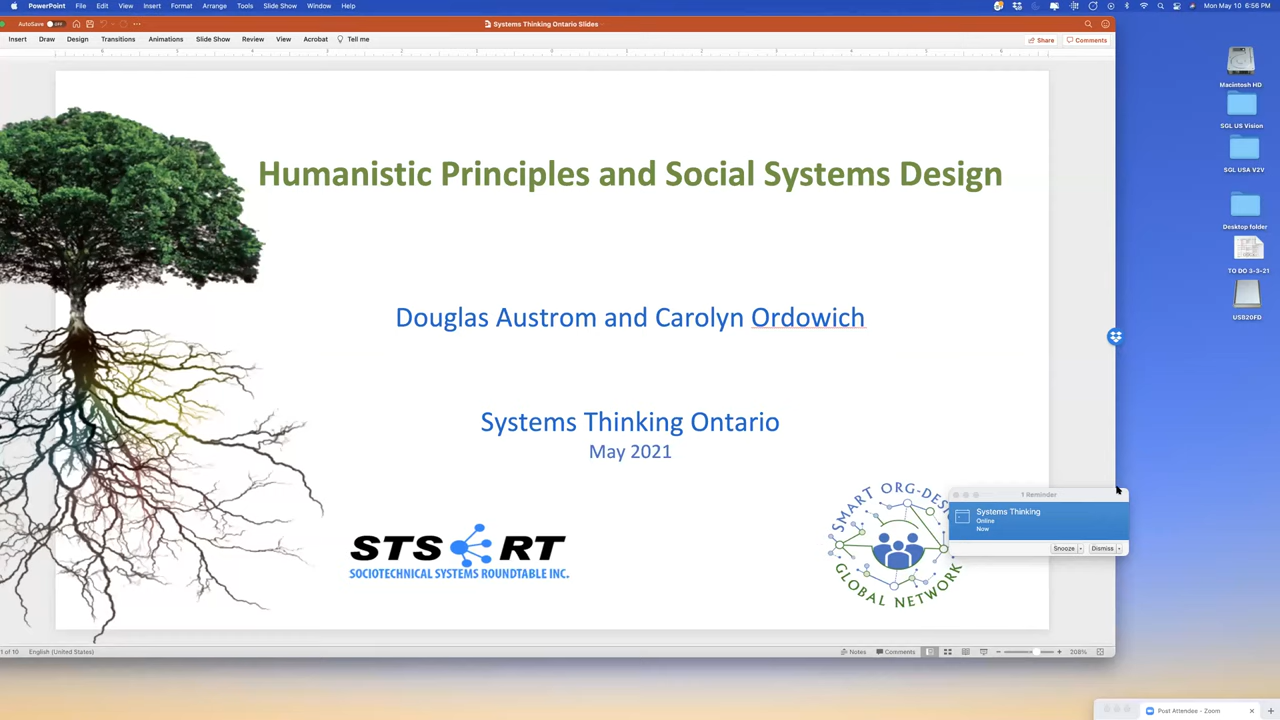 PowerPoint File Edit View Insert Format Arrange Tools Slide Show Window Help
Mon May 10 6:56 PM
AutoSave OFF
Systems Thinking Ontario Slides
Insert Draw Design Transitions Animations Slide Show Review View Acrobat Tell me
Share Comments
Macintosh HD
SGL US Vision
SGL USA V2V
Desktop folder
TO DO 3-3-21
USB20FD
Humanistic Principles and Social Systems Design
Douglas Austrom and Carolyn Ordowich
Systems Thinking Ontario
May 2021
STS RT
SOCIOTECHNICAL SYSTEMS ROUNDTABLE INC.
SMART ORG-DES
GLOBAL NETWORK
1 Reminder
Systems Thinking
Online
Now
Snooze
Dismiss
1 of 10 English (United States)
Notes Comments
208%
Post Attendee - Zoom